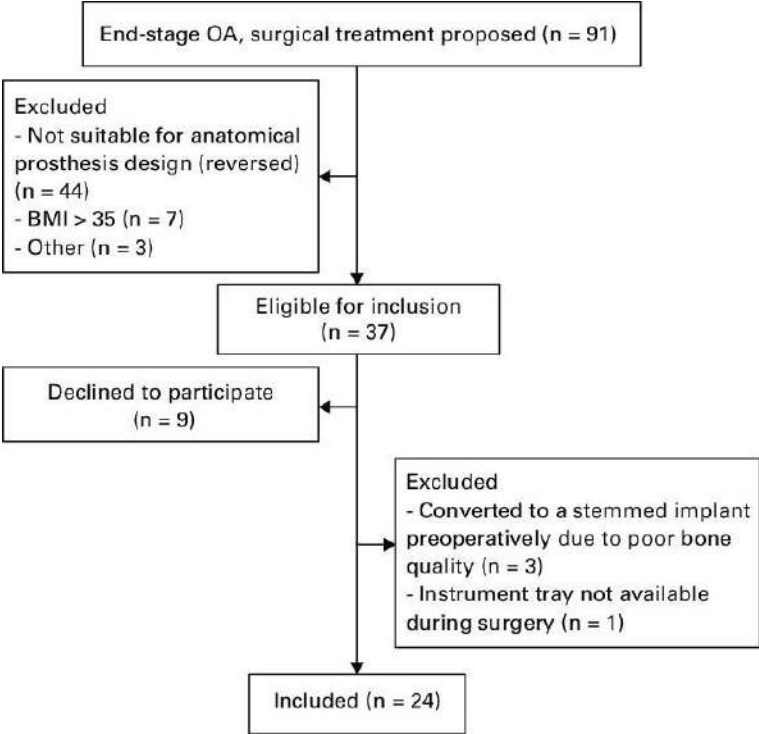 End-stage OA, surgical treatment proposed (n = 91)
Excluded
- Not suitable for anatomical
prosthesis design (reversed)
(n = 44)
- BMI > 35 (n = 7)
- Other (n = 3)
Eligible for inclusion
(n = 37)
Declined to participate
(n = 9)
Excluded
- Converted to a stemmed implant
preoperatively due to poor bone
quality (n = 3)
- Instrument tray not available
during surgery (n = 1)
Included (n = 24)